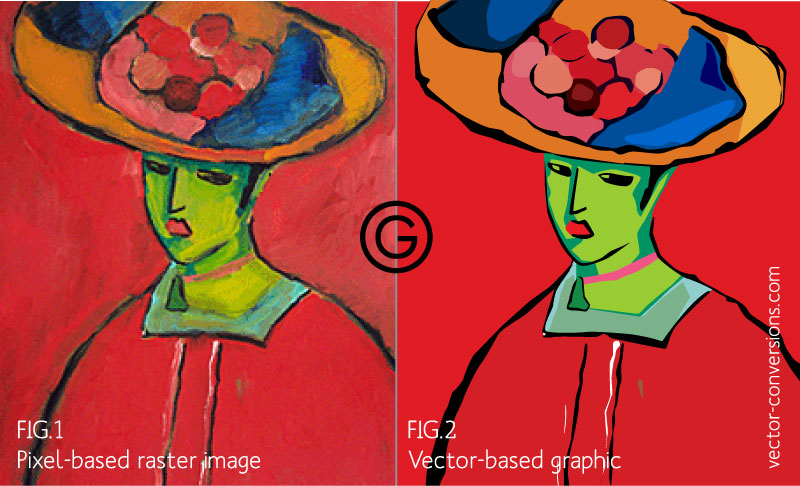 G
FIG.1
Pixel-based raster image
FIG.2
Vector-based graphic
vector-conversions.com